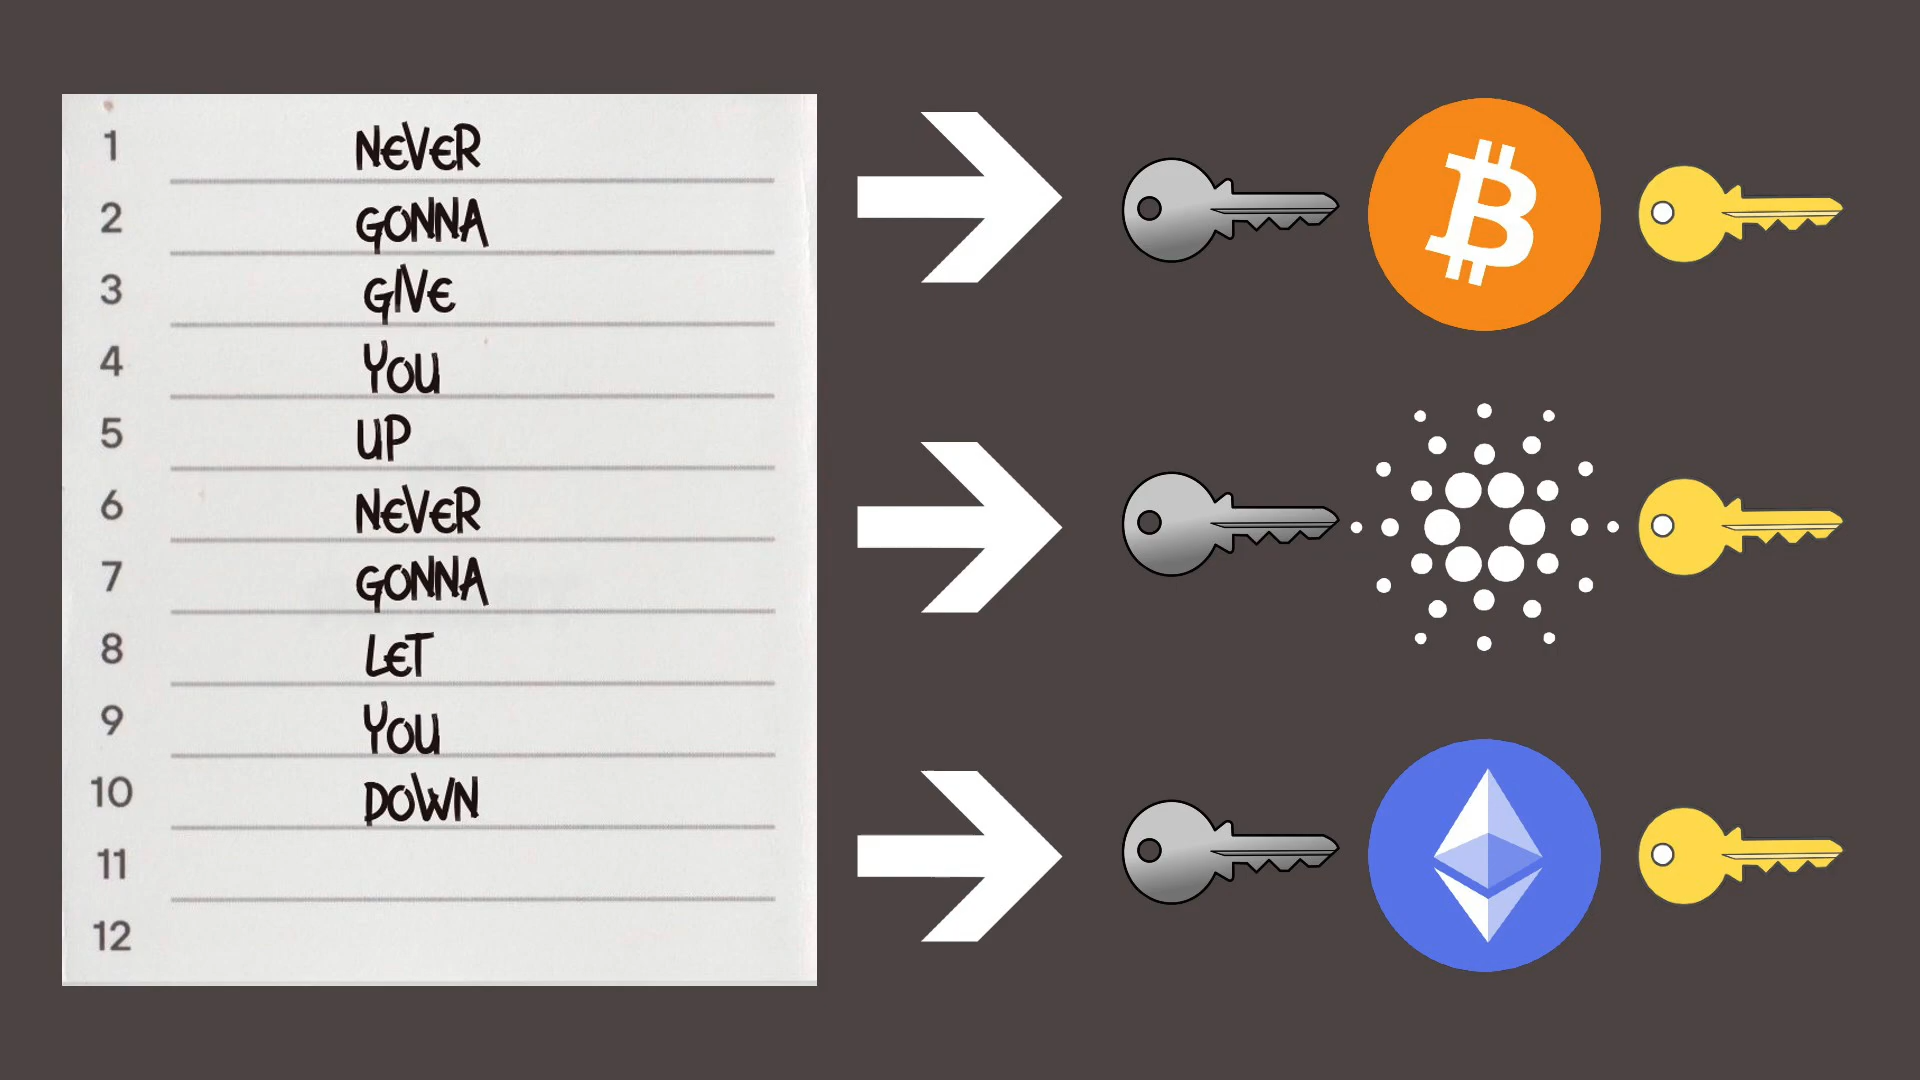 1 NEVER
2 GONNA
3 GIVE
4 YOU
5 UP
6 NEVER
7 GONNA
8 LET
9 YOU
10 DOWN
11
12